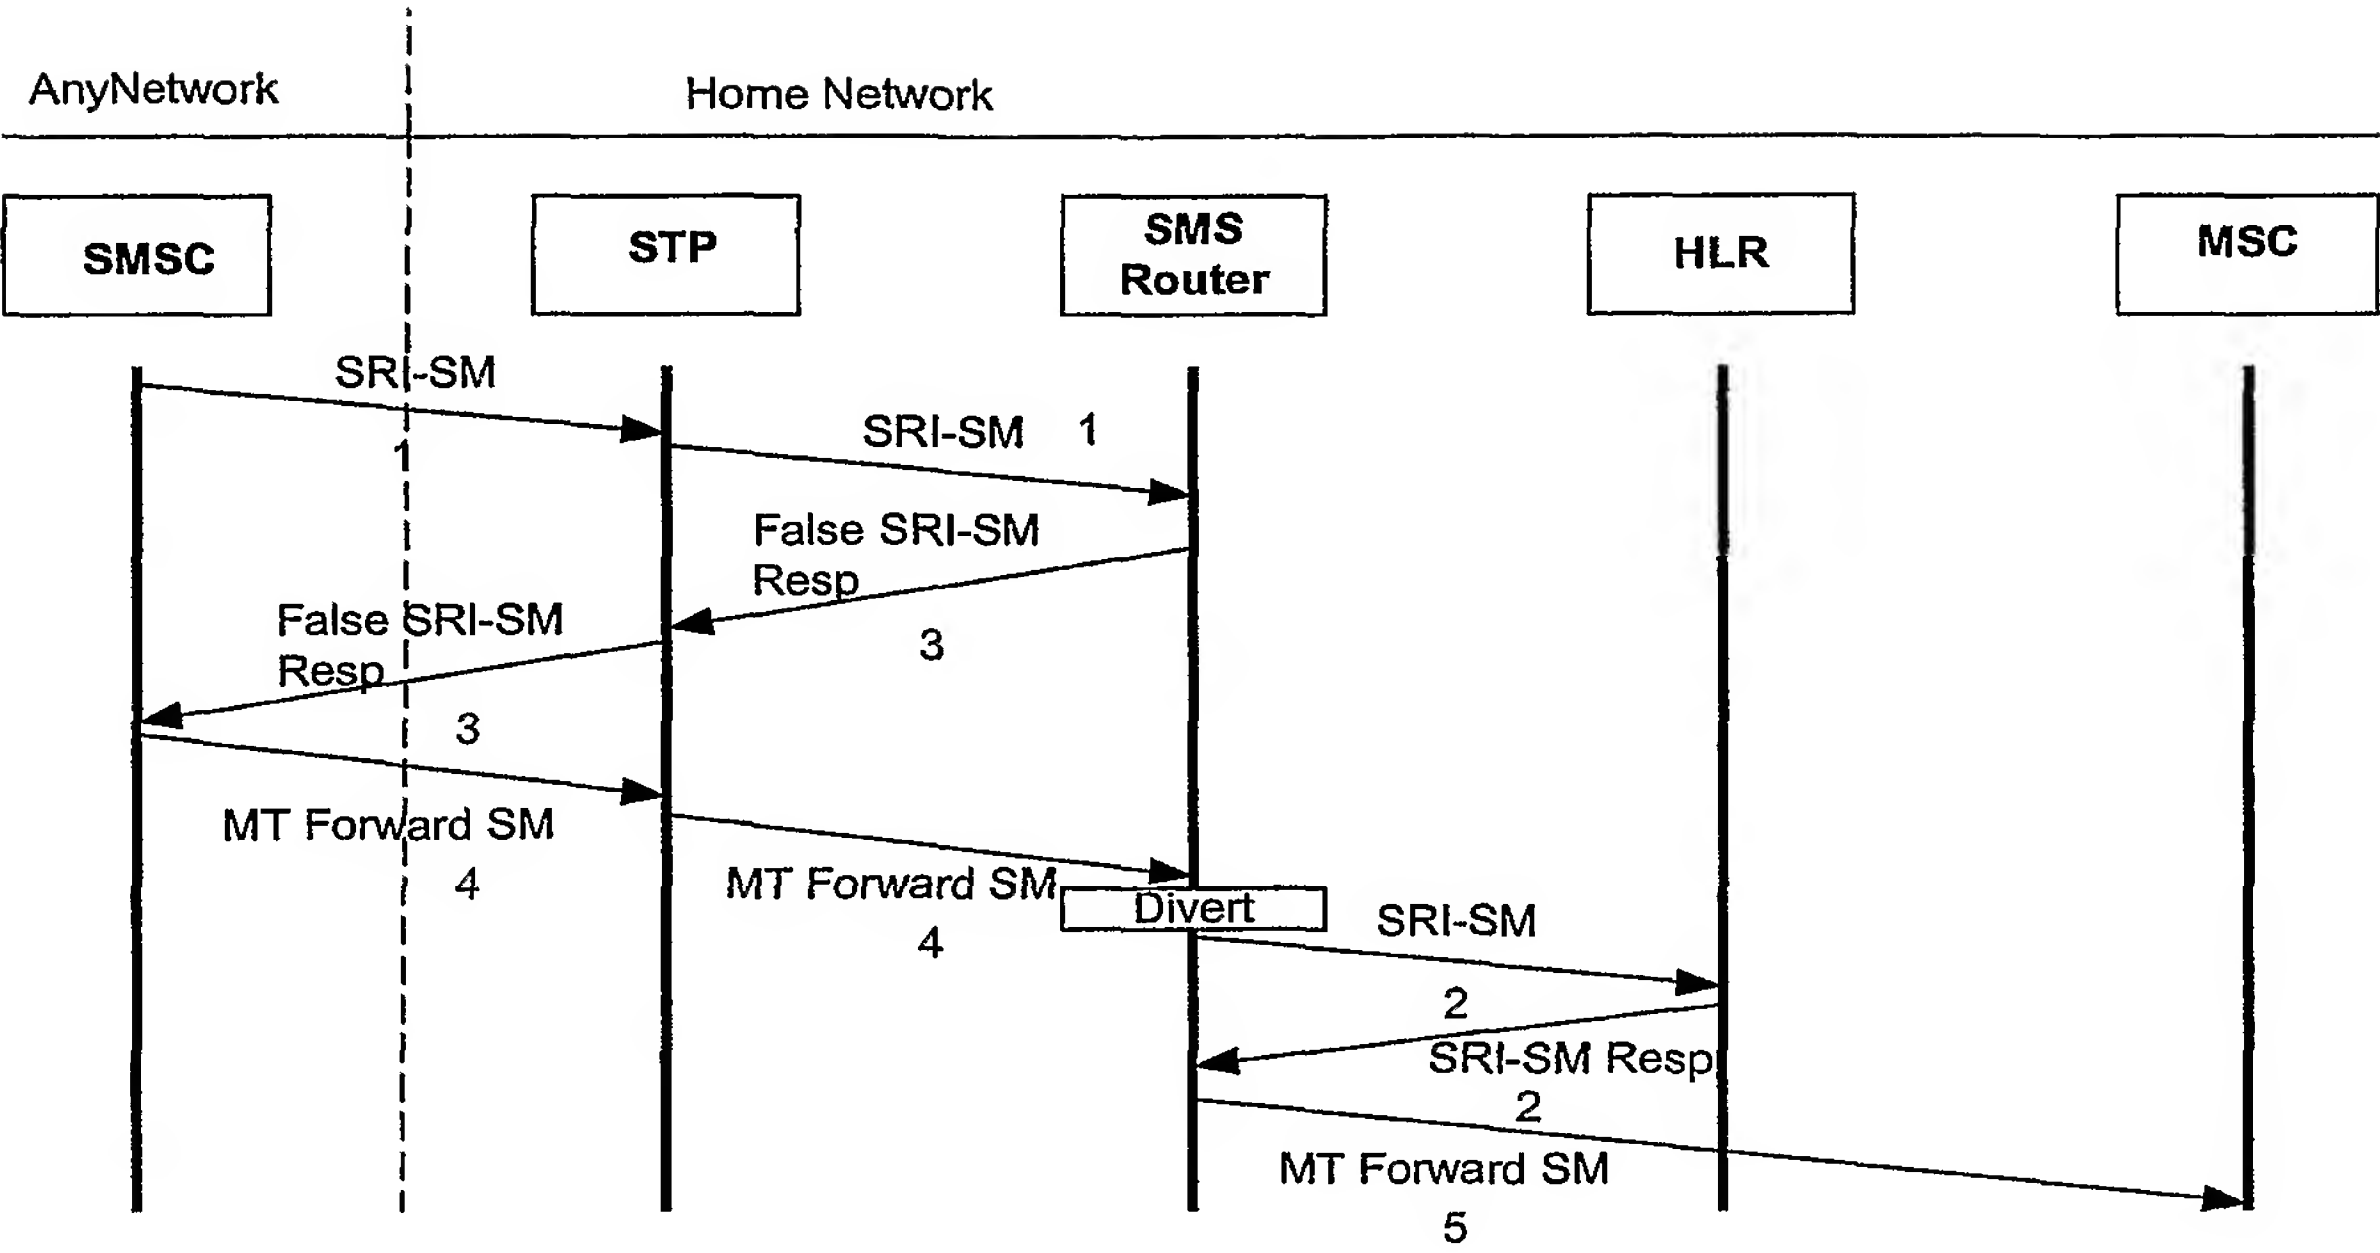 AnyNetwork
Home Network
SMSC
STP
SMS
Router
HLR
MSC
SRI-SM
1
SRI-SM 1
False SRI-SM
Resp
3
False SRI-SM
Resp
3
MT Forward SM
4
MT Forward SM
4
Divert
SRI-SM
2
SRI-SM Resp
2
MT Forward SM
5